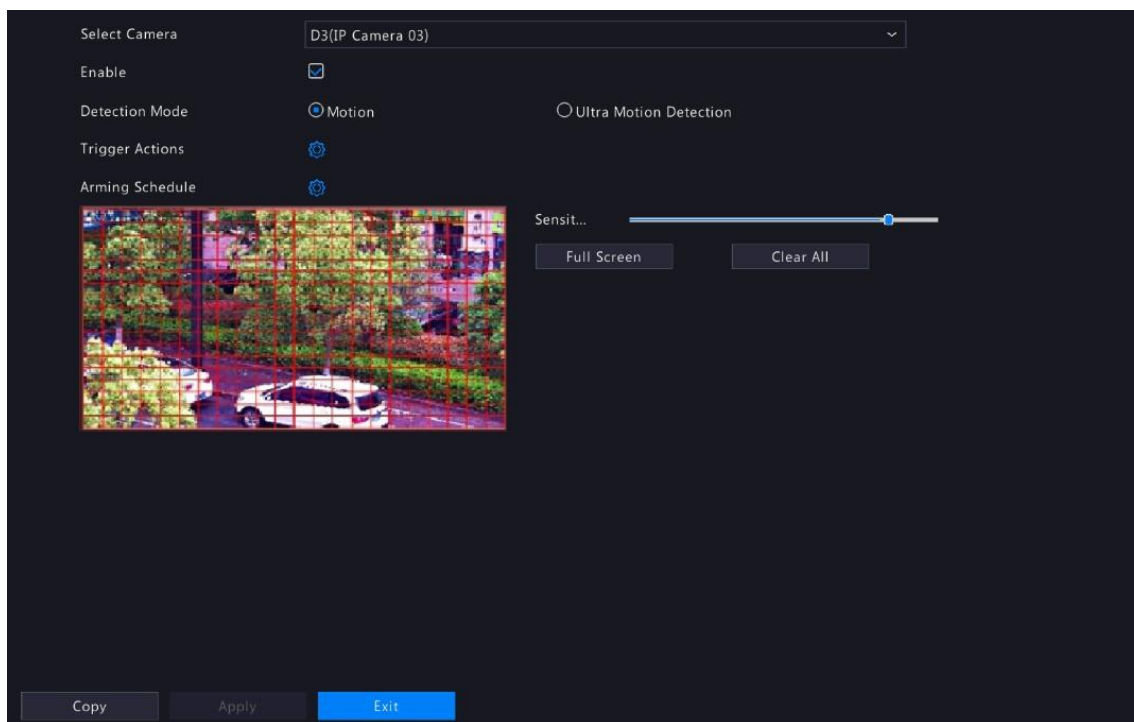 Select Camera D3(IP Camera 03)
Enable
Detection Mode Motion Ultra Motion Detection
Trigger Actions
Arming Schedule
Sensit...
Full Screen Clear All
Copy Apply Exit